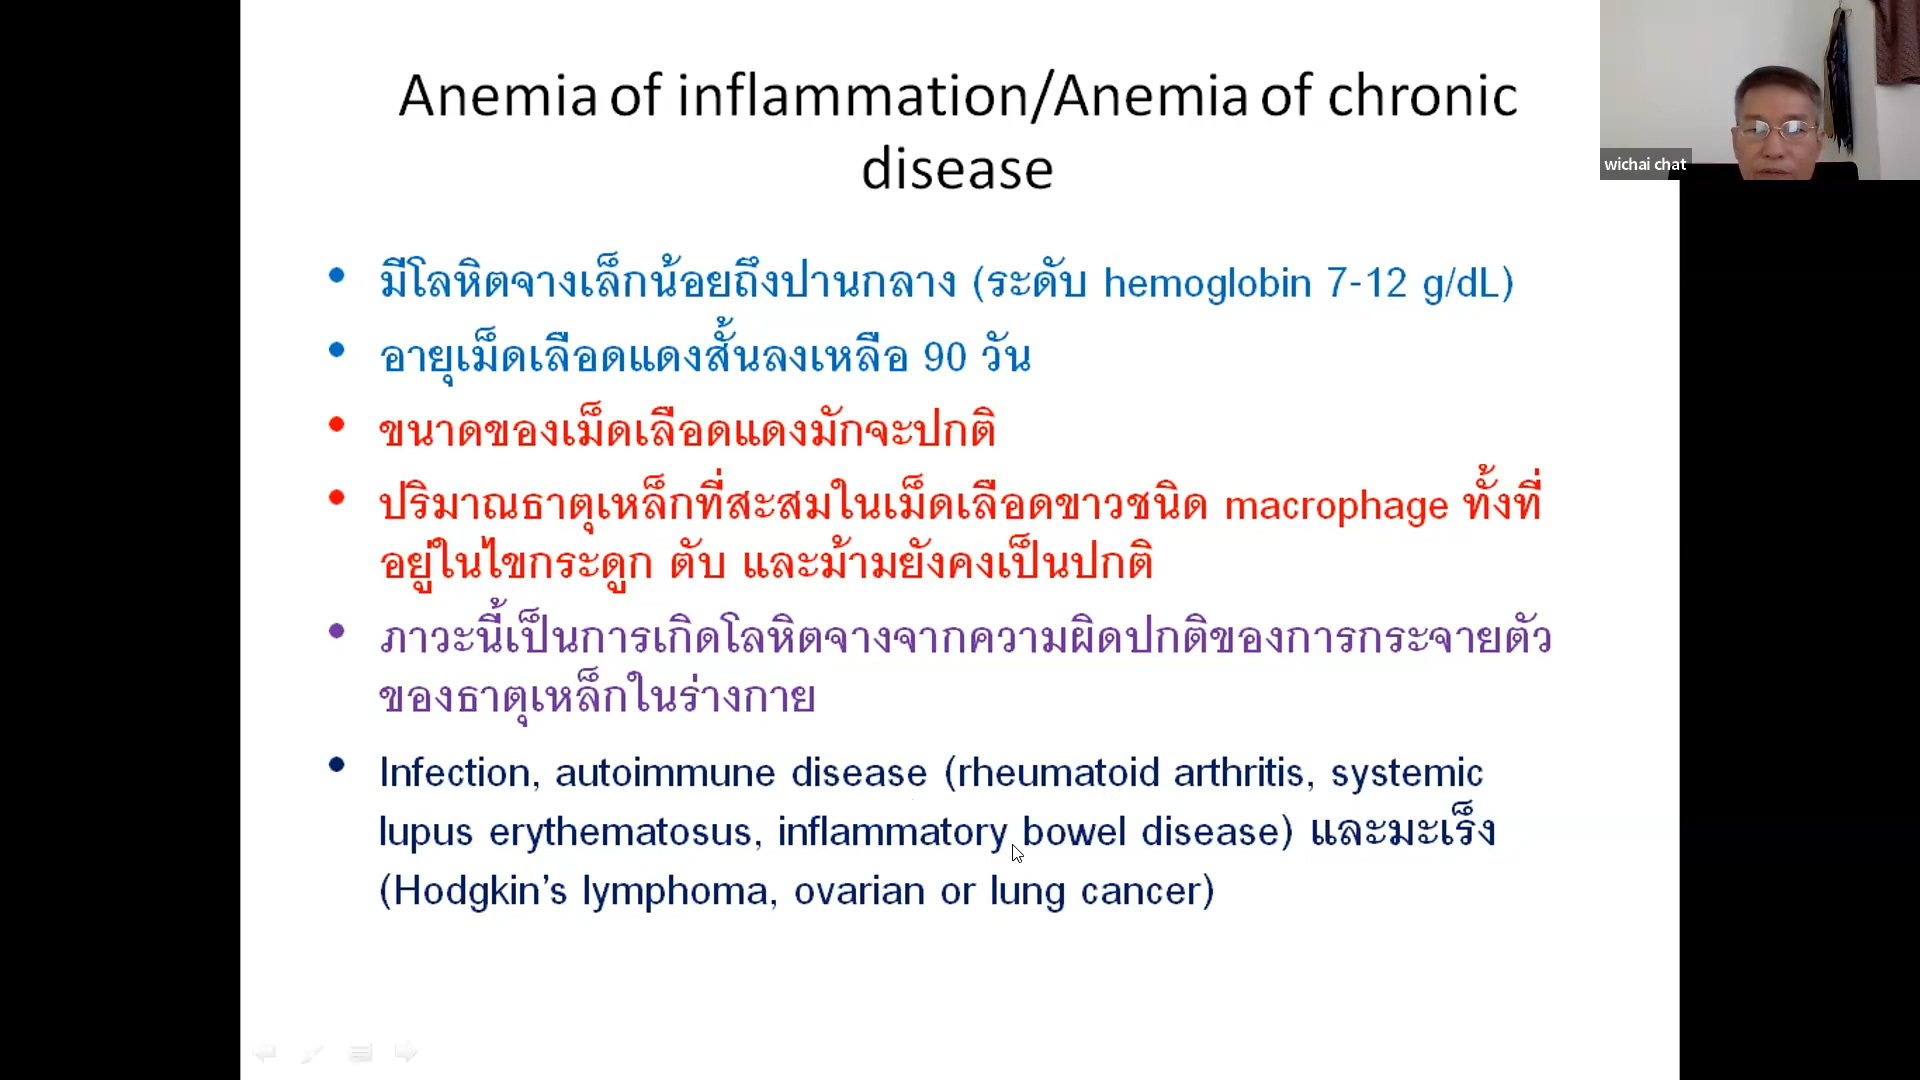 Anemia of inflammation/Anemia of chronic
disease
wichai chat
• มีโลหิตจางเล็กน้อยถึงปานกลาง (ระดับ hemoglobin 7-12 g/dL)
• อายุเม็ดเลือดแดงสั้นลงเหลือ 90 วัน
• ขนาดของเม็ดเลือดแดงมักจะปกติ
• ปริมาณธาตุเหล็กที่สะสมในเม็ดเลือดขาวชนิด macrophage ทั้งที่
อยู่ในไขกระดูก ตับ และม้ามยังคงเป็นปกติ
• ภาวะนี้เป็นการเกิดโลหิตจางจากความผิดปกติของการกระจายตัว
ของธาตุเหล็กในร่างกาย
• Infection, autoimmune disease (rheumatoid arthritis, systemic
lupus erythematosus, inflammatory bowel disease) และมะเร็ง
(Hodgkin’s lymphoma, ovarian or lung cancer)